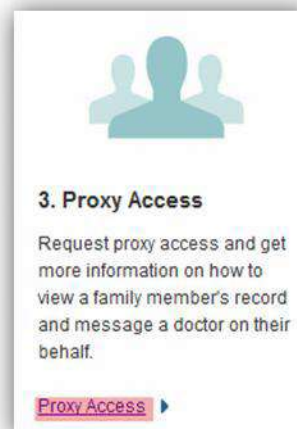 3. Proxy Access
Request proxy access and get
more information on how to
view a family member's record
and message a doctor on their
behalf.
Proxy Access